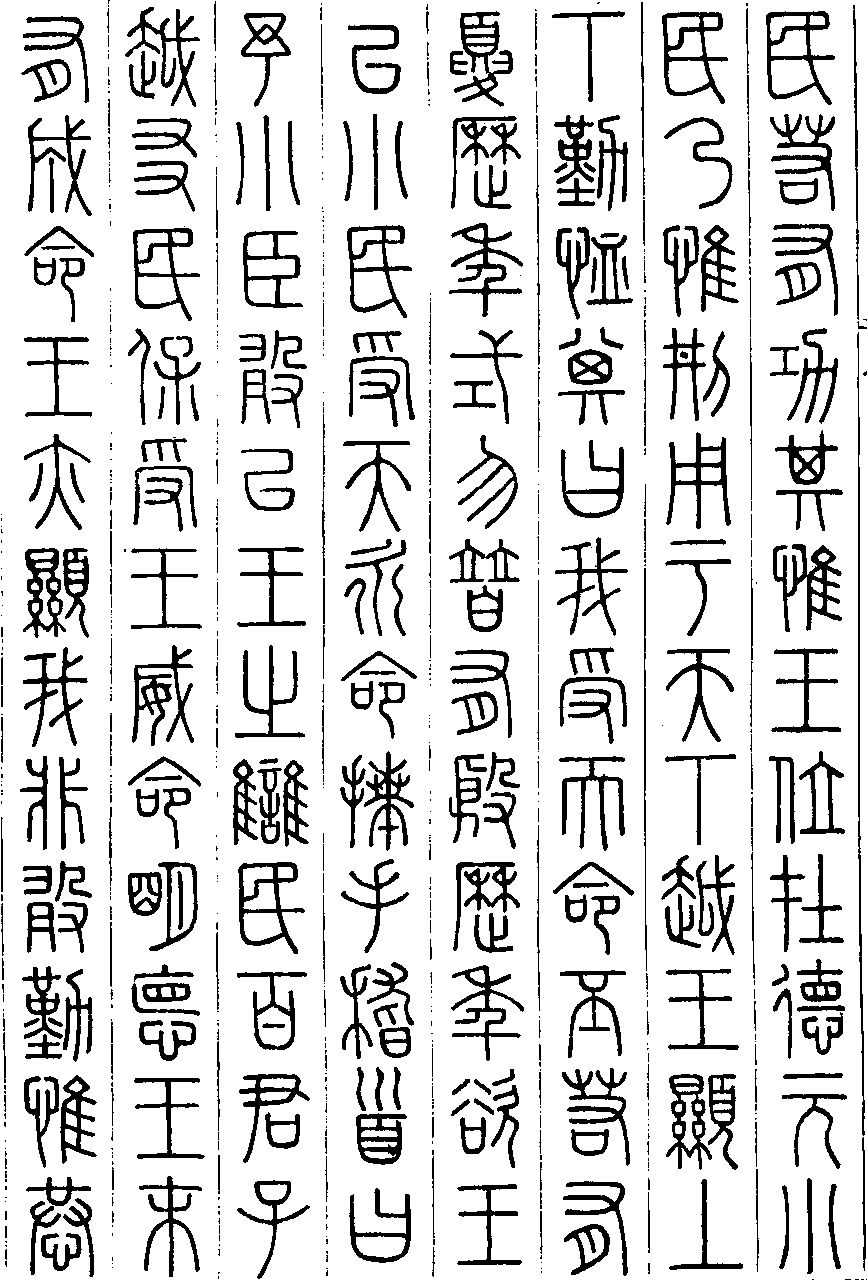 民若有功其惟王位在德元小
民乃惟刑用于天下越王顯上
下勤恤其曰我受天命丕若有
夏歷年式勿替有殷歷年欲王
以小民受天永命拜手稽首曰
予小臣敢以王之讎民百君子
越友民保受王威命明德王末
有成命王亦顯我非敢勤惟恭